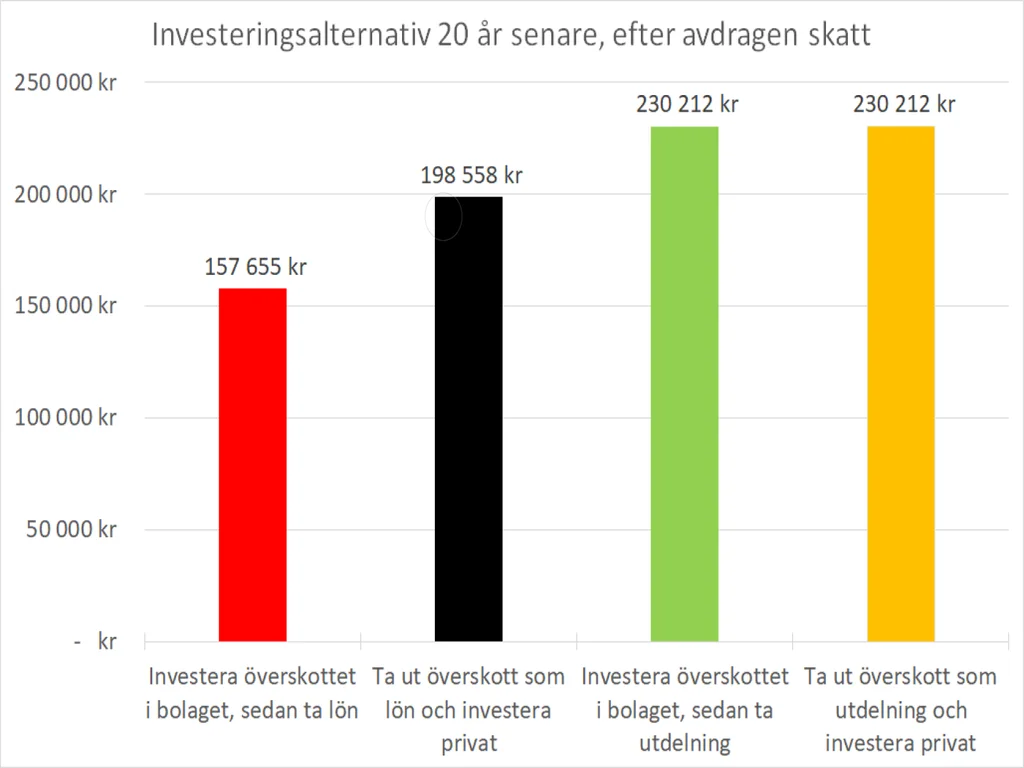 Investeringsalternativ 20 år senare, efter avdragen skatt
250 000 kr
230 212 kr
230 212 kr
198 558 kr
200 000 kr
157 655 kr
150 000 kr
100 000 kr
50 000 kr
- kr
Investera överskottet
i bolaget, sedan ta lön
Ta ut överskott som
lön och investera
privat
Investera överskottet
i bolaget, sedan ta
utdelning
Ta ut överskott som
utdelning och
investera privat